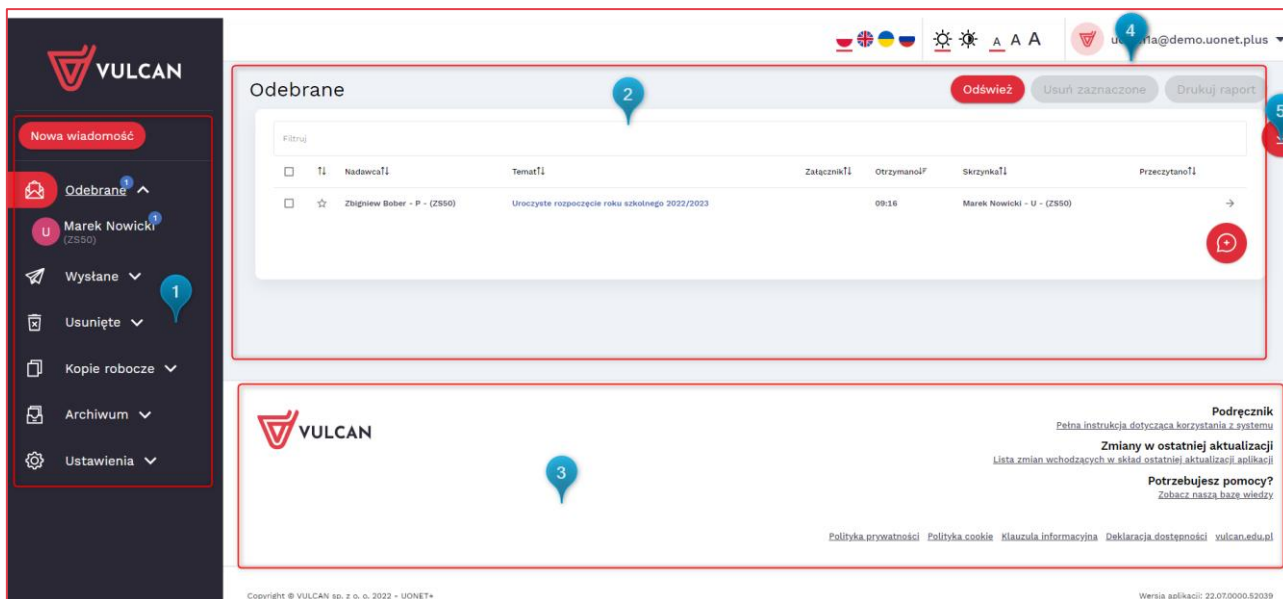 VULCAN
Nowa wiadomość
Odebrane 1
U Marek Nowicki 1
(ZS50)
Wysłane
1
Usunięte
Kopie robocze
Archiwum
Ustawienia
A A A
4
@demo.uonet.plus
Odebrane
2
Odśwież
Usuń zaznaczone
Drukuj raport
5
Filtruj
Nadawca Temat Załącznik Otrzymano Skrzynka Przeczytano
Zbigniew Bober - P - (ZS50) Uroczyste rozpoczęcie roku szkolnego 2022/2023 09:16 Marek Nowicki - U - (ZS50)
VULCAN
3
Podręcznik
Pełna instrukcja dotycząca korzystania z systemu
Zmiany w ostatniej aktualizacji
Lista zmian wchodzących w skład ostatniej aktualizacji aplikacji
Potrzebujesz pomocy?
Zobacz naszą bazę wiedzy
Polityka prywatności Polityka cookie Klauzula informacyjna Deklaracja dostępności vulcan.edu.pl
Copyright © VULCAN sp. z o. o. 2022 - UONET+
Wersja aplikacji: 22.07.0000.52039